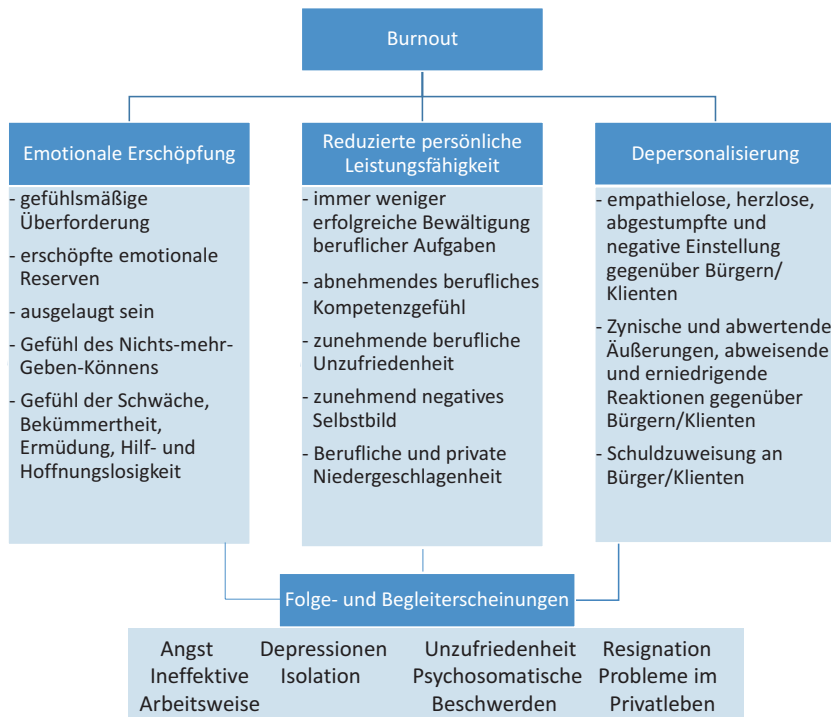 Burnout
Emotionale Erschöpfung
- gefühlsmäßige
Überforderung
- erschöpfte emotionale
Reserven
- ausgelaugt sein
- Gefühl des Nichts-mehr-
Geben-Könnens
- Gefühl der Schwäche,
Bekümmertheit,
Ermüdung, Hilf- und
Hoffnungslosigkeit
Reduzierte persönliche
Leistungsfähigkeit
- immer weniger
erfolgreiche Bewältigung
beruflicher Aufgaben
- abnehmendes berufliches
Kompetenzgefühl
- zunehmende berufliche
Unzufriedenheit
- zunehmend negatives
Selbstbild
- Berufliche und private
Niedergeschlagenheit
Depersonalisierung
- empathielose, herzlose,
abgestumpfte und
negative Einstellung
gegenüber Bürgern/
Klienten
- Zynische und abwertende
Äußerungen, abweisende
und erniedrigende
Reaktionen gegenüber
Bürgern/Klienten
- Schuldzuweisung an
Bürger/Klienten
Folge- und Begleiterscheinungen
Angst Depressionen Unzufriedenheit Resignation
Ineffektive Isolation Psychosomatische Probleme im
Arbeitsweise Beschwerden Privatleben